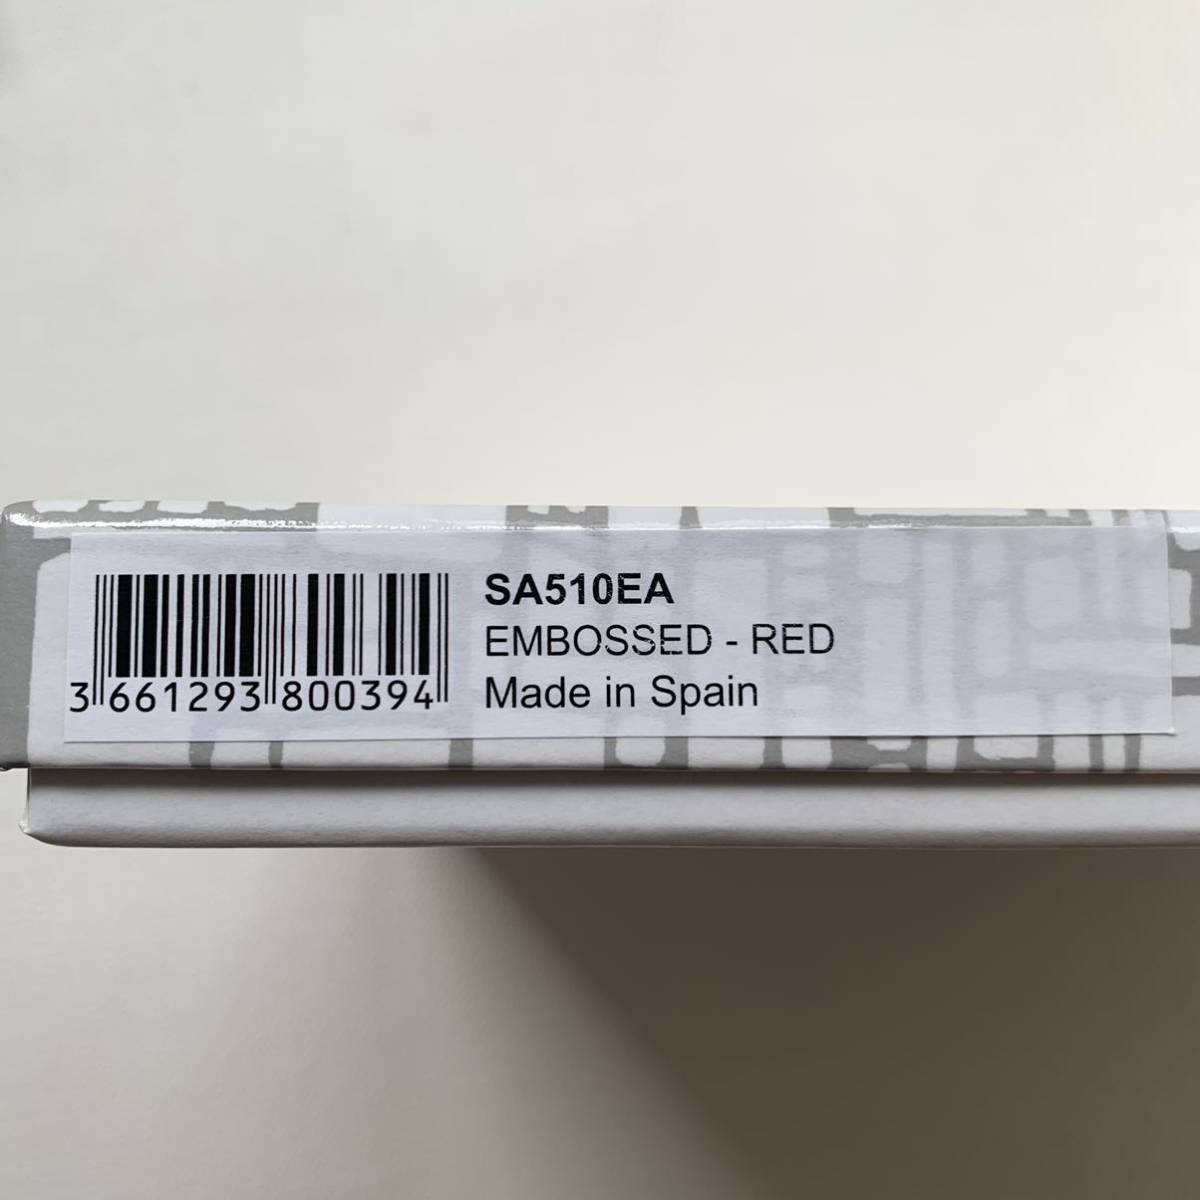 SA510EA
EMBOSSED - RED
Made in Spain
3 661293 800394